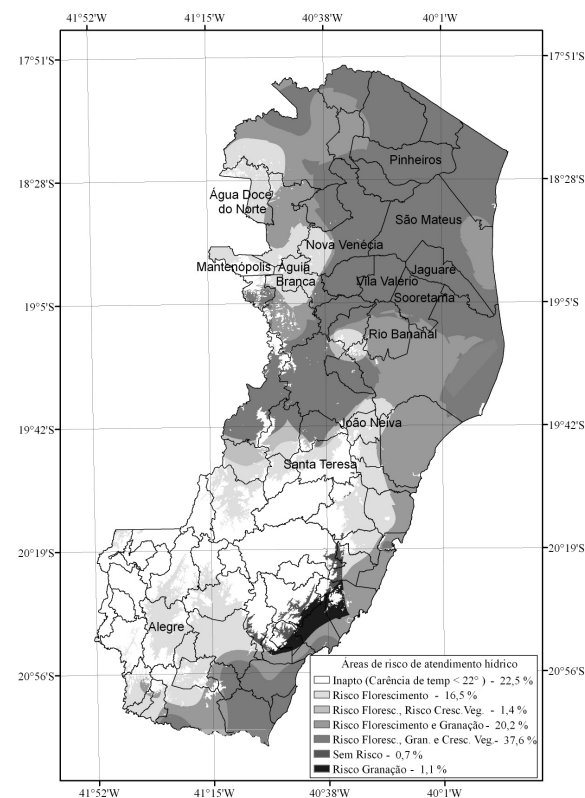 41°52'W 41°15'W 40°38'W 40°1'W
17°51'S 17°51'S
Pinheiros
18°28'S 18°28'S
Água Doce
do Norte
São Mateus
Nova Venécia
Mantenópolis Águia
Branca
Jaguaré
Vila Valério
Sooretama
19°5'S 19°5'S
Rio Bananal
19°42'S 19°42'S
João Neiva
Santa Teresa
20°19'S 20°19'S
Alegre
20°56'S 20°56'S
Áreas de risco de atendimento hídrico
Inapto (Carência de temp < 22° ) - 22,5 %
Risco Florescimento - 16,5 %
Risco Floresc., Risco Cresc.Veg. - 1,4 %
Risco Florescimento e Granação - 20,2 %
Risco Floresc., Gran. e Cresc. Veg.- 37,6 %
Sem Risco - 0,7 %
Risco Granação - 1,1 %
41°52'W 41°15'W 40°38'W 40°1'W